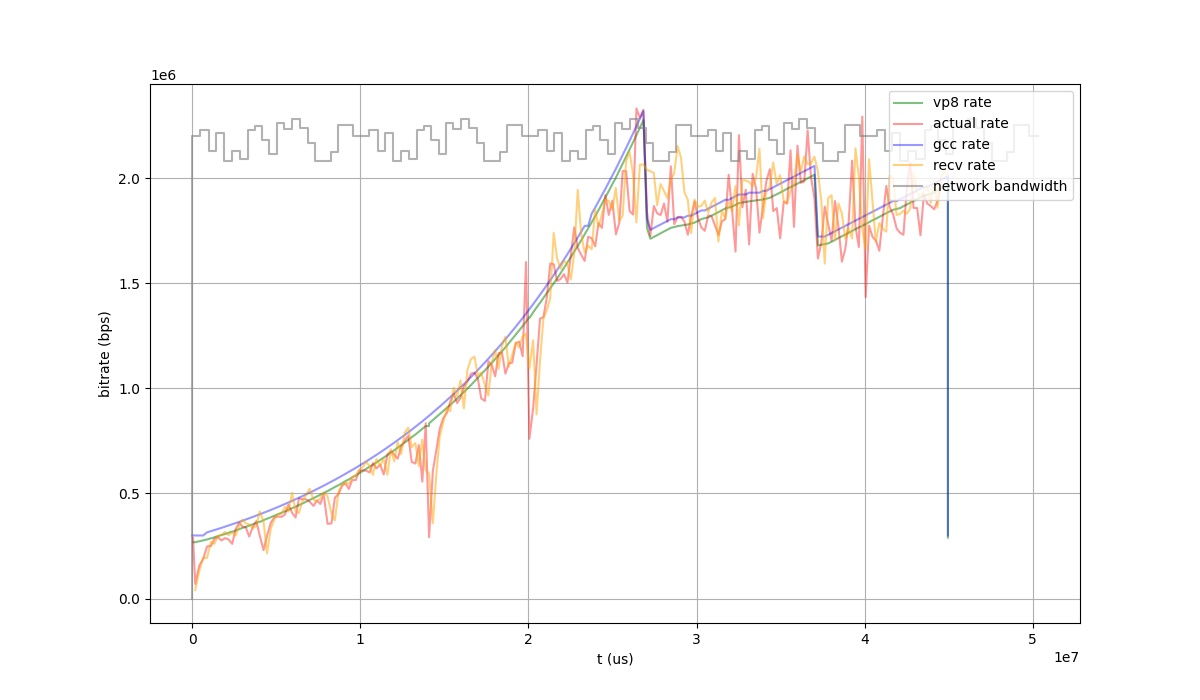 1e6
vp8 rate
actual rate
gcc rate
recv rate
network bandwidth
2.0
1.5
1.0
0.5
0.0
bitrate (bps)
0 1 2 3 4 5
t (us)
1e7